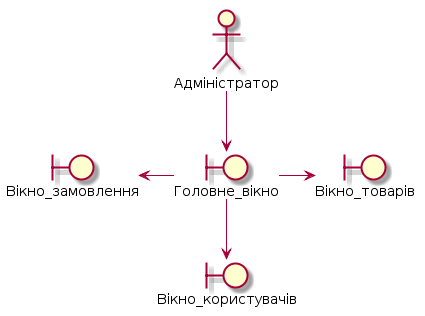 Адміністратор
Вікно_замовлення
Головне_вікно
Вікно_товарів
Вікно_користувачів